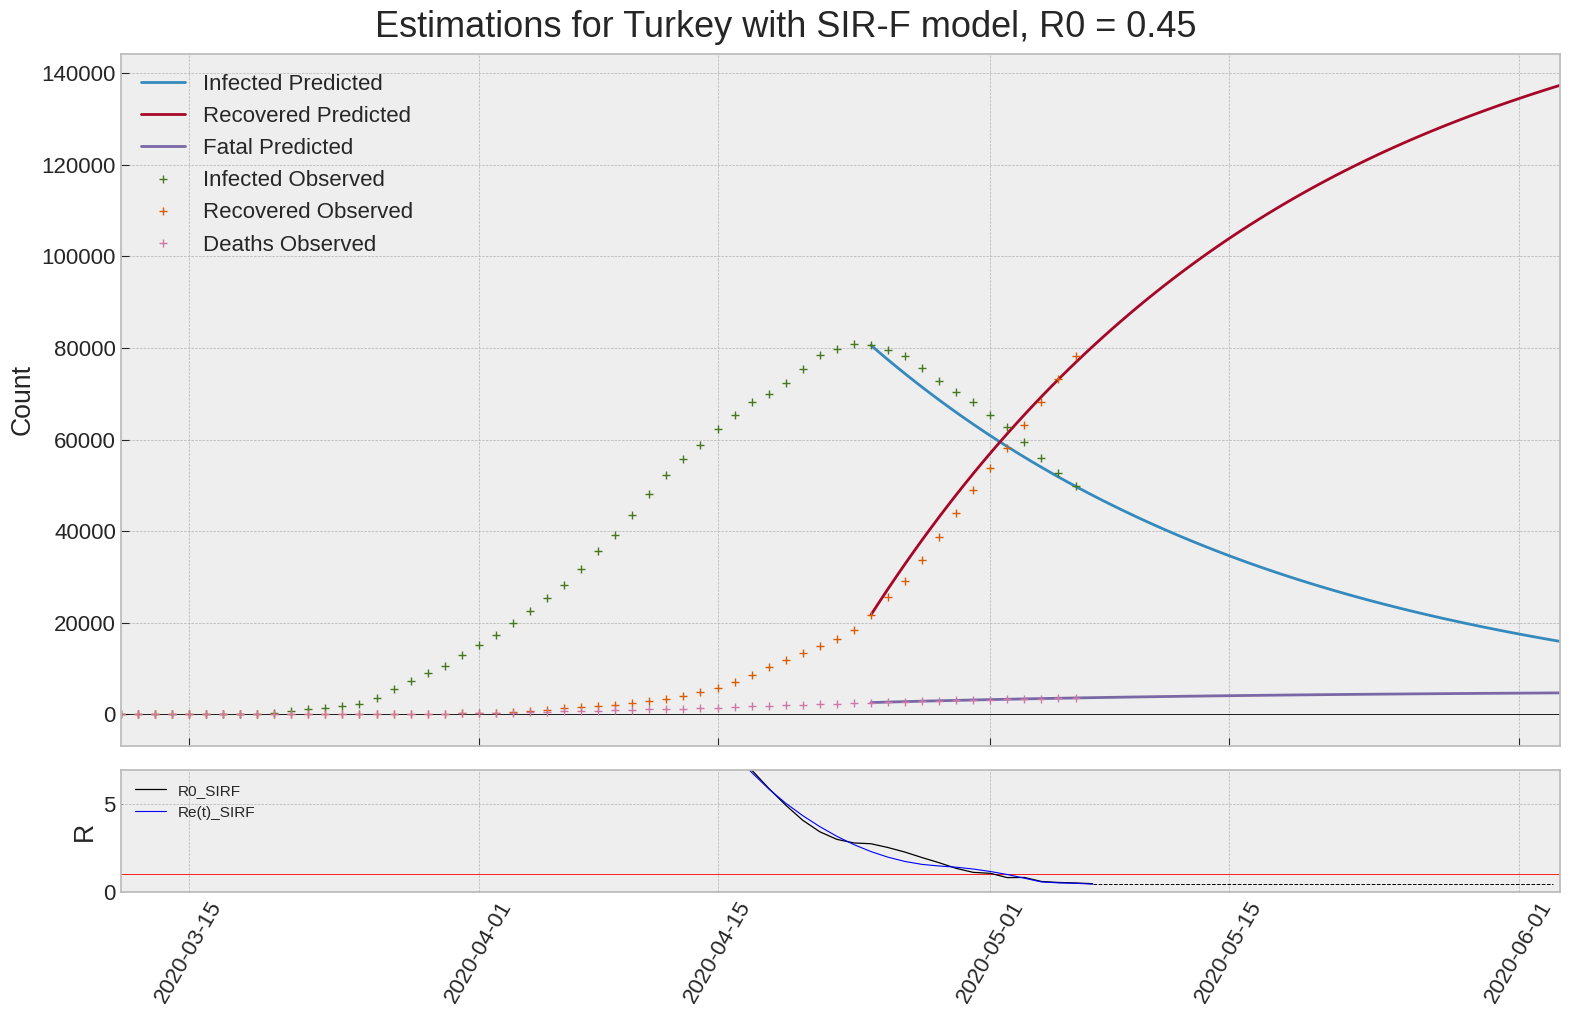 Estimations for Turkey with SIR-F model, R0 = 0.45
140000
120000
100000
80000
60000
40000
20000
0
Count
Infected Predicted
Recovered Predicted
Fatal Predicted
Infected Observed
Recovered Observed
Deaths Observed
5
0
R
R0_SIRF
Re(t)_SIRF
2020-03-15
2020-04-01
2020-04-15
2020-05-01
2020-05-15
2020-06-01